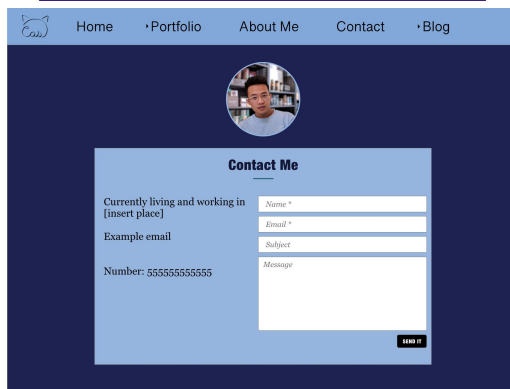 Home
Portfolio
About Me
Contact
Blog
Contact Me
Currently living and working in
[insert place]
Example email
Number: 555555555555
Name *
Email *
Subject
Message
SEND IT